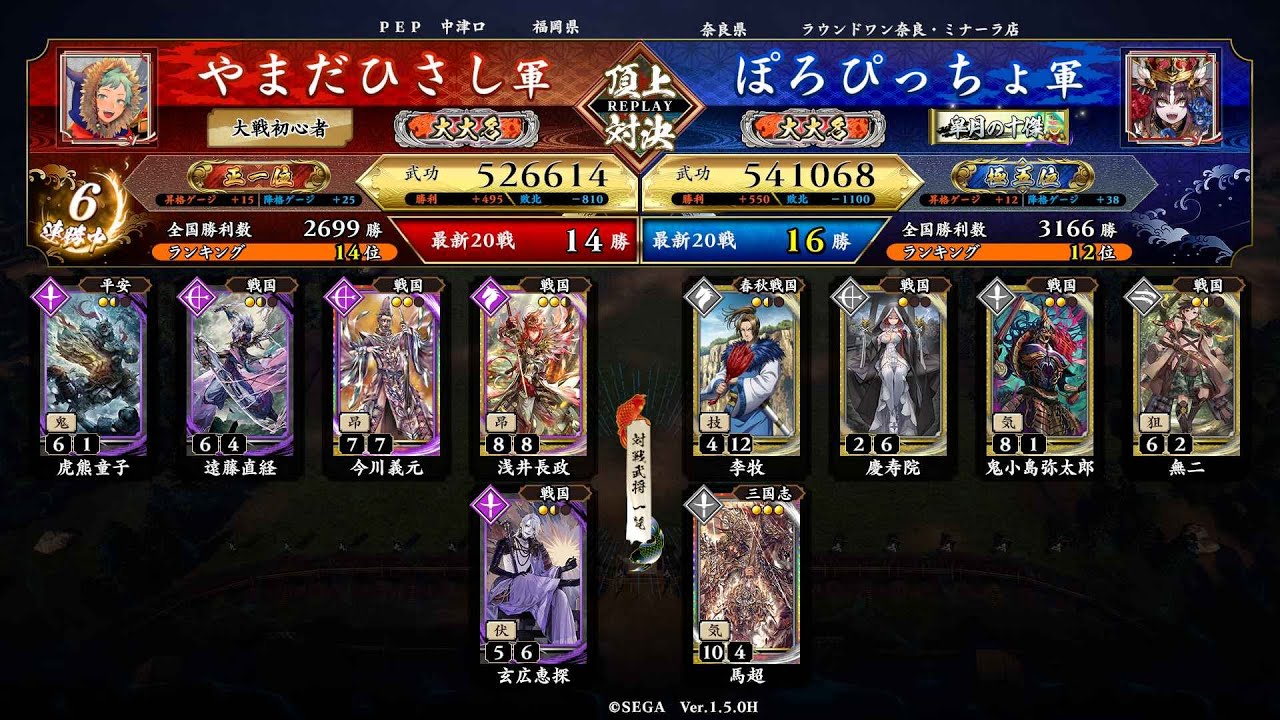 PEP 中津口 福岡県
奈良県 ラウンドワン奈良・ミナーラ店
やまだひさし軍
頂上
REPLAY
対決
ぽろぴっちょ軍
大戦初心者
大大名
大大名
皐月の十傑
6
連勝中
正一位
昇格ゲージ +15 降格ゲージ +25
武功 526614
勝利 +495 敗北 -810
武功 541068
勝利 +550 敗北 -1100
極主位
昇格ゲージ +12 降格ゲージ +38
全国勝利数 2699 勝
ランキング 14位
最新20戦 14勝
最新20戦 16勝
全国勝利数 3166 勝
ランキング 12位
平安
鬼
6 1
虎熊童子
戦国
6 4
遠藤直経
戦国
昂
7 7
今川義元
戦国
昂
8 8
浅井長政
春秋戦国
技
4 12
李牧
戦国
2 6
慶寿院
戦国
気
8 1
鬼小島弥太郎
戦国
狙
6 2
無二
対戦武将一覧
戦国
伏
5 6
玄広恵探
三国志
気
10 4
馬超
©SEGA Ver.1.5.0H